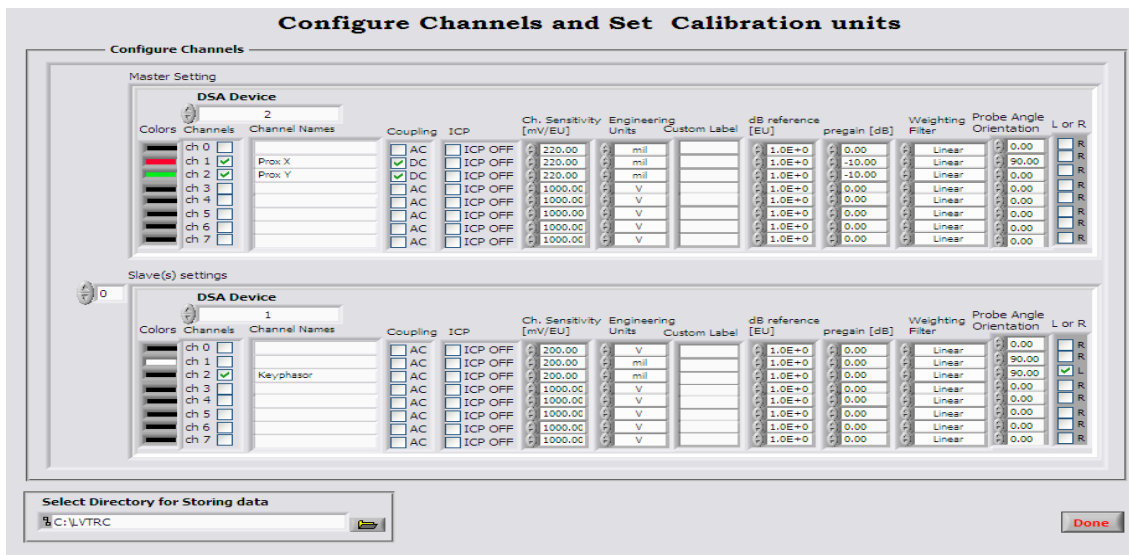 Configure Channels and Set Calibration units
Configure Channels
Master Setting
DSA Device
2
Colors Channels Channel Names Coupling ICP Ch. Sensitivity [mV/EU] Engineering Units Custom Label dB reference [EU] pregain [dB] Weighting Filter Probe Angle Orientation L or R
ch 0 AC ICP OFF 220.00 mil 1.0E+0 0.00 Linear 0.00 R
ch 1 Prox X DC ICP OFF 220.00 mil 1.0E+0 -10.00 Linear 90.00 R
ch 2 Prox Y DC ICP OFF 220.00 mil 1.0E+0 -10.00 Linear 0.00 R
ch 3 AC ICP OFF 1000.00 V 1.0E+0 0.00 Linear 0.00 R
ch 4 AC ICP OFF 1000.00 V 1.0E+0 0.00 Linear 0.00 R
ch 5 AC ICP OFF 1000.00 V 1.0E+0 0.00 Linear 0.00 R
ch 6 AC ICP OFF 1000.00 V 1.0E+0 0.00 Linear 0.00 R
ch 7 AC ICP OFF 1000.00 V 1.0E+0 0.00 Linear 0.00 R
Slave(s) settings
0
DSA Device
1
Colors Channels Channel Names Coupling ICP Ch. Sensitivity [mV/EU] Engineering Units Custom Label dB reference [EU] pregain [dB] Weighting Filter Probe Angle Orientation L or R
ch 0 AC ICP OFF 200.00 V 1.0E+0 0.00 Linear 0.00 R
ch 1 AC ICP OFF 200.00 mil 1.0E+0 0.00 Linear 90.00 R
ch 2 Keyphasor AC ICP OFF 200.00 mil 1.0E+0 0.00 Linear 90.00 L
ch 3 AC ICP OFF 1000.00 V 1.0E+0 0.00 Linear 0.00 R
ch 4 AC ICP OFF 1000.00 V 1.0E+0 0.00 Linear 0.00 R
ch 5 AC ICP OFF 1000.00 V 1.0E+0 0.00 Linear 0.00 R
ch 6 AC ICP OFF 1000.00 V 1.0E+0 0.00 Linear 0.00 R
ch 7 AC ICP OFF 1000.00 V 1.0E+0 0.00 Linear 0.00 R
Select Directory for Storing data
C:\LVTRC
Done